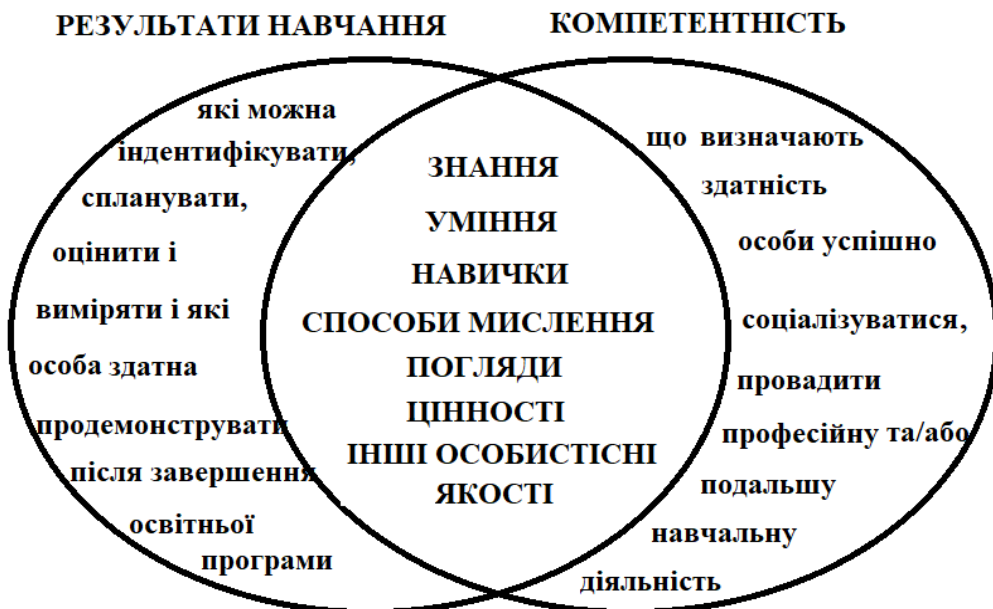 РЕЗУЛЬТАТИ НАВЧАННЯ
КОМПЕТЕНТНІСТЬ
які можна
індентифікувати,
спланувати,
оцінити і
виміряти і які
особа здатна
продемонструвати
після завершення
освітньої
програми
ЗНАННЯ
УМІННЯ
НАВИЧКИ
СПОСОБИ МИСЛЕННЯ
ПОГЛЯДИ
ЦІННОСТІ
ІНШІ ОСОБИСТІСНІ
ЯКОСТІ
що визначають
здатність
особи успішно
соціалізуватися,
провадити
професійну та/або
подальшу
навчальну
діяльність